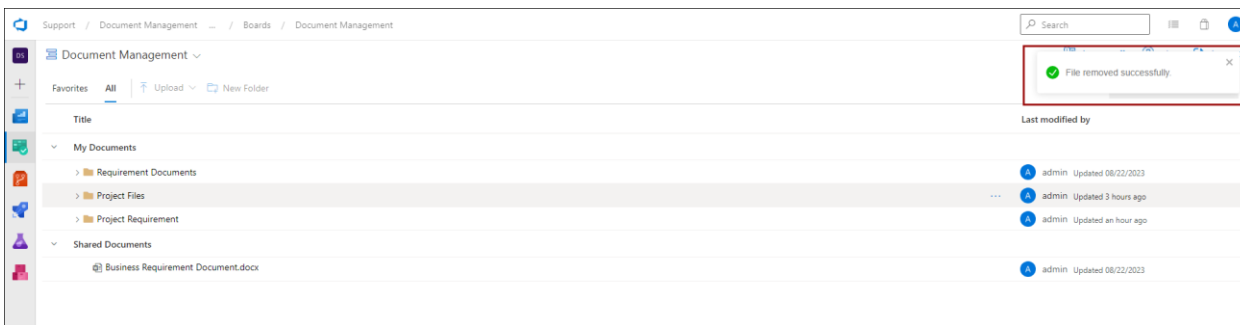 Support / Document Management ... / Boards / Document Management
Search
A
DS
Document Management
File removed successfully.
Favorites All Upload New Folder
Title Last modified by
My Documents
Requirement Documents A admin Updated 08/22/2023
Project Files ... A admin Updated 3 hours ago
Project Requirement A admin Updated an hour ago
Shared Documents
Business Requirement Document.docx A admin Updated 08/22/2023